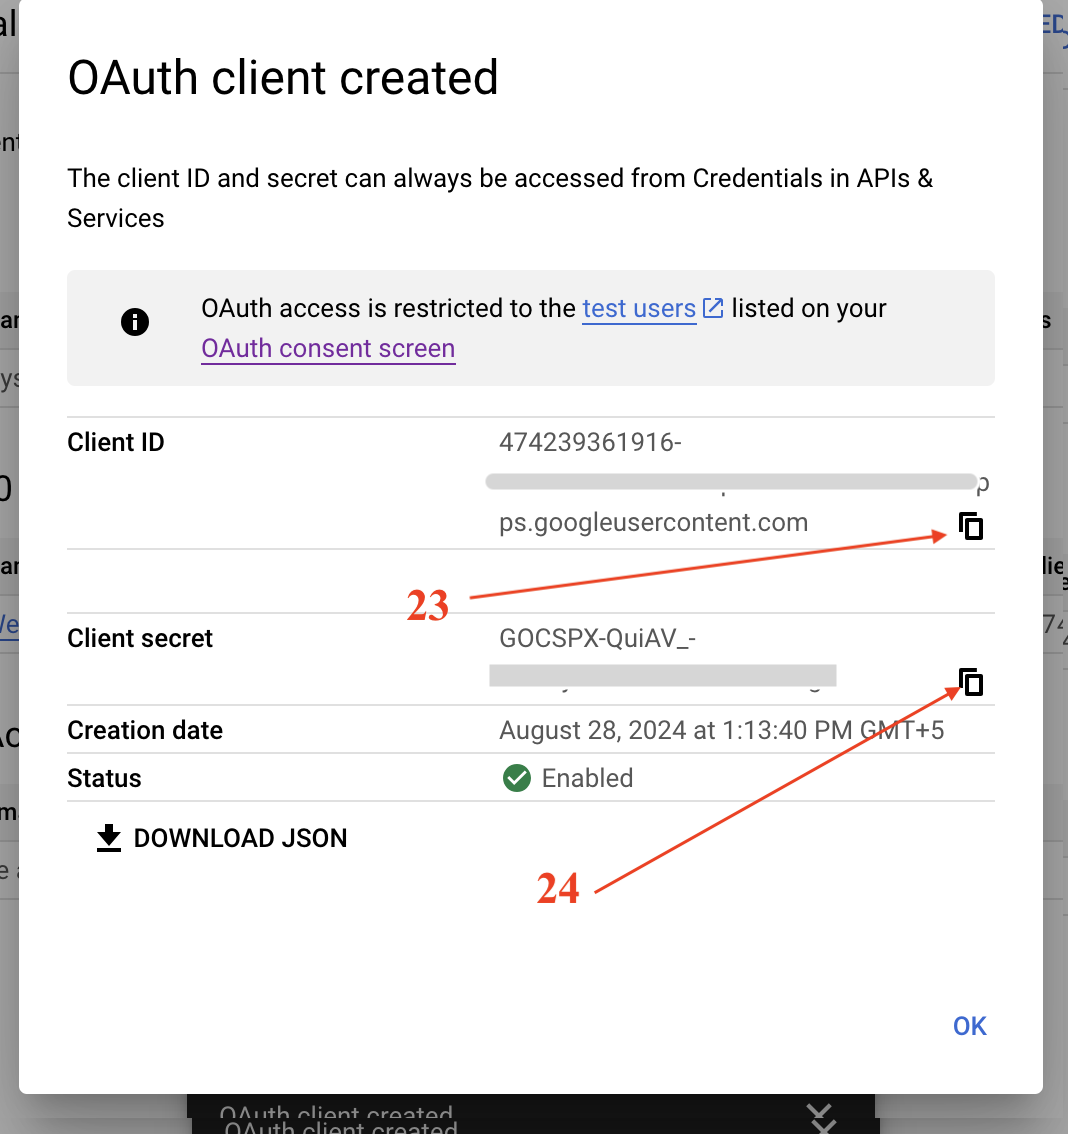 OAuth client created
The client ID and secret can always be accessed from Credentials in APIs &
Services
OAuth access is restricted to the test users listed on your
OAuth consent screen
Client ID
474239361916-
ps.googleusercontent.com
23
Client secret
GOCSPX-QuiAV_-
Creation date
August 28, 2024 at 1:13:40 PM GMT+5
Status
Enabled
DOWNLOAD JSON
24
OK
OAuth client created
OAuth client created